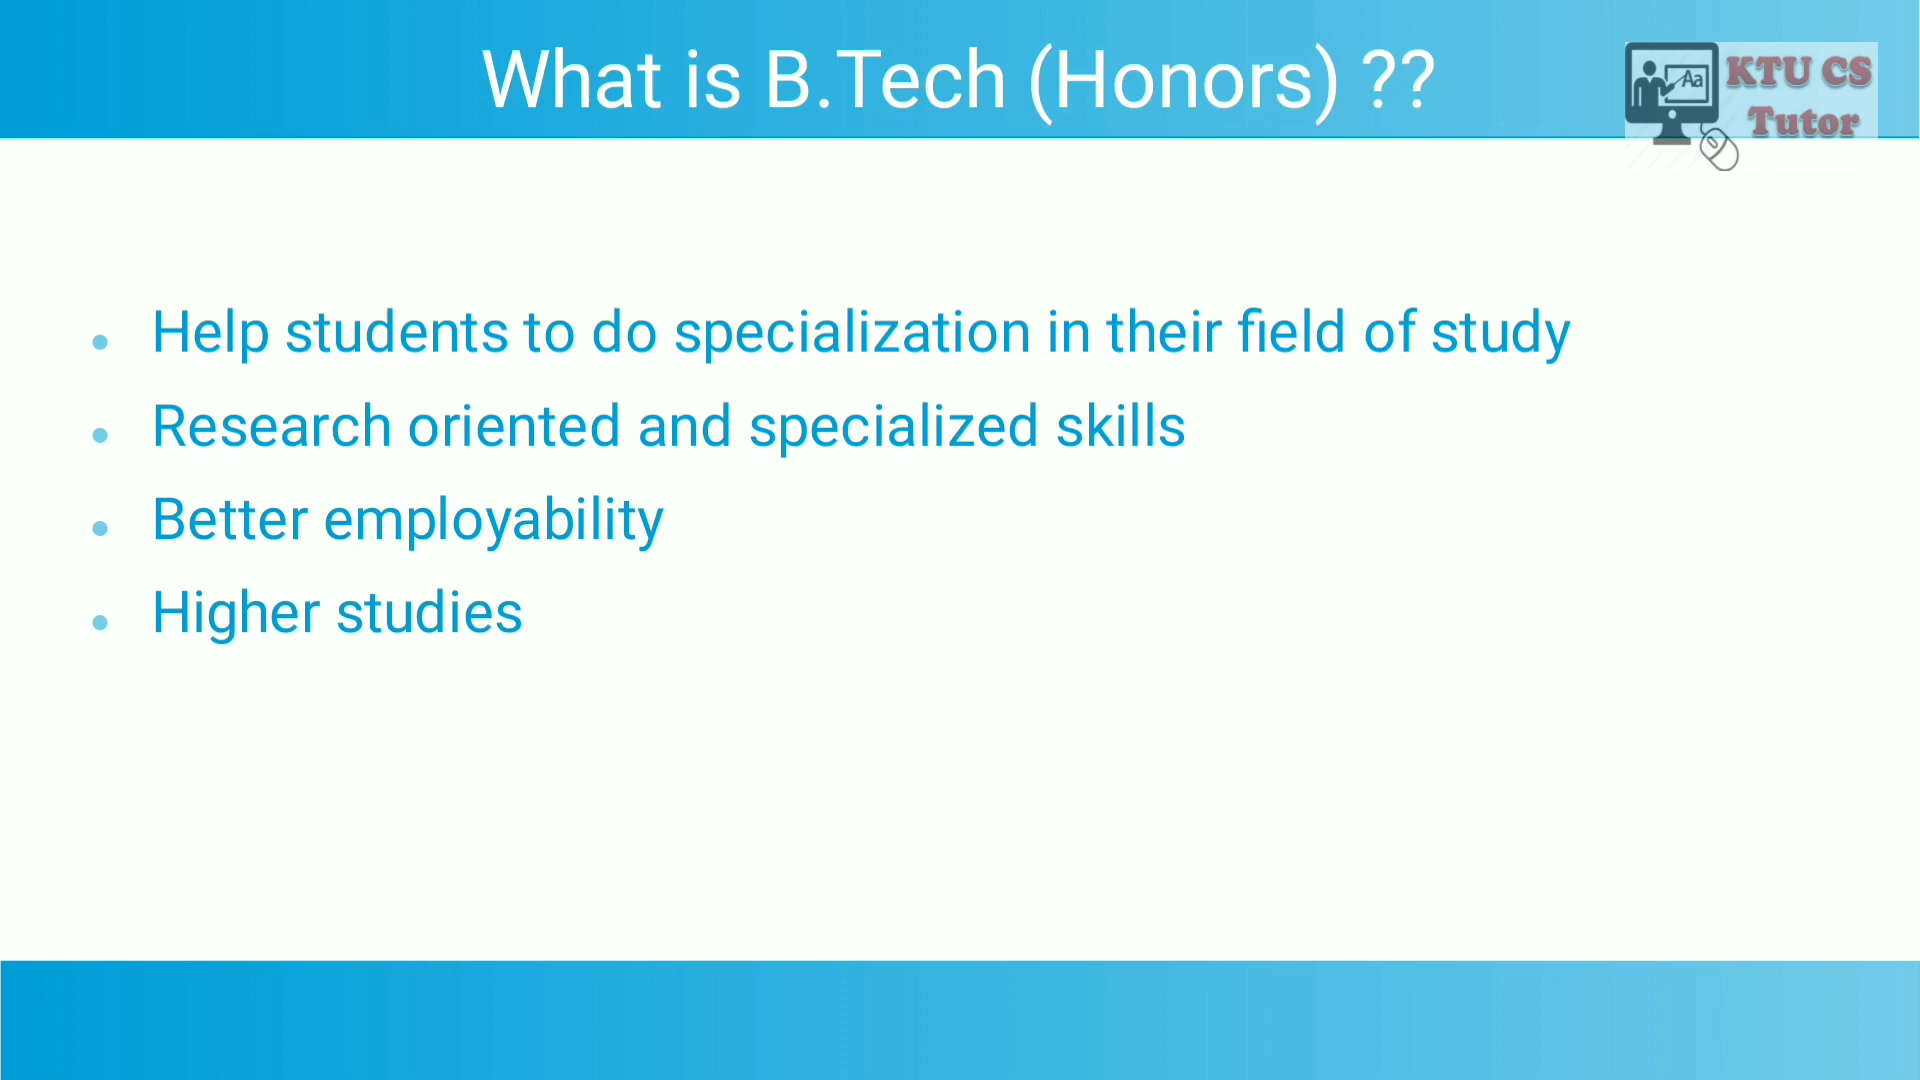 What is B.Tech (Honors) ??
Aa
KTU CS
Tutor
Help students to do specialization in their field of study
Research oriented and specialized skills
Better employability
Higher studies